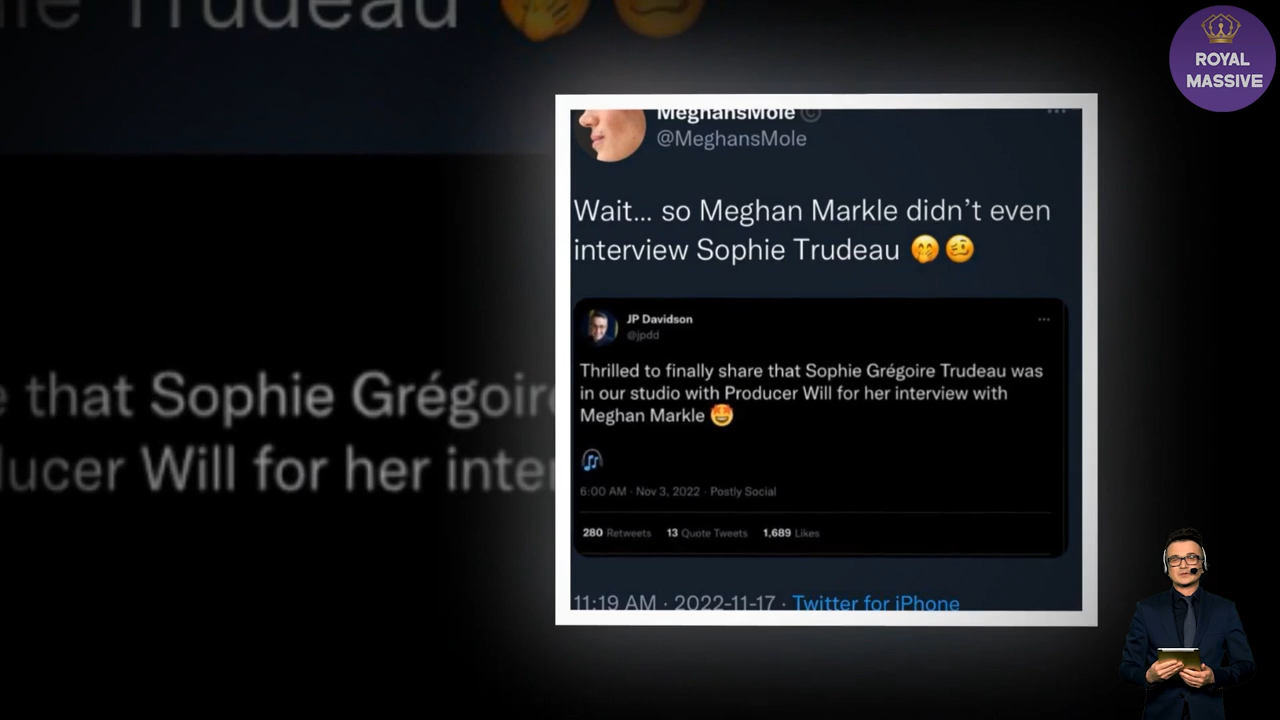 ie Trudeau
ROYAL
MASSIVE
MeghansMole
@MeghansMole
Wait... so Meghan Markle didn't even
interview Sophie Trudeau 🤭🥴
JP Davidson
@jpdd
Thrilled to finally share that Sophie Grégoire Trudeau was
in our studio with Producer Will for her interview with
Meghan Markle 🤩
6:00 AM · Nov 3, 2022 · Postly Social
280 Retweets 13 Quote Tweets 1,689 Likes
11:19 AM · 2022-11-17 · Twitter for iPhone
that Sophie Grégoire
ducer Will for her inter